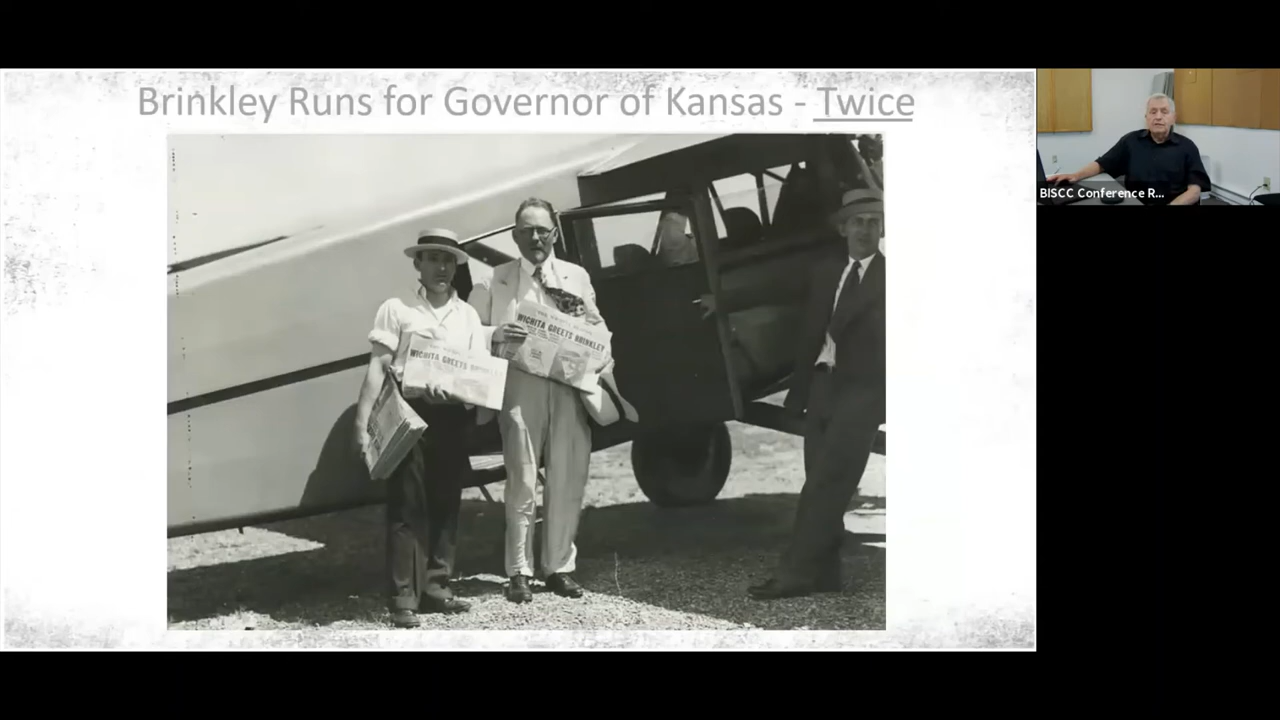 Brinkley Runs for Governor of Kansas - Twice
WICHITA GREETS BRINKLEY
WICHITA GREETS BRINKLEY
BISCC Conference R...